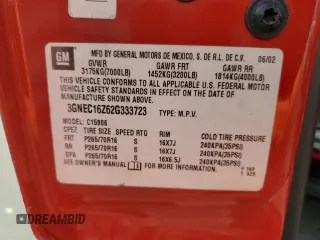 GM
MFD BY GENERAL MOTORS DE MEXICO, S. DE R.L. DE C.V. 06/02
GVWR GAWR FRT GAWR RR
3175KG(7000LB) 1452KG(3200LB) 1814KG(4000LB)
THIS VEHICLE CONFORMS TO ALL APPLICABLE U.S. FEDERAL MOTOR
VEHICLE SAFETY STANDARDS IN EFFECT ON THE DATE OF
MANUFACTURE SHOWN ABOVE.
3GNEC16Z62G333723 TYPE: M.P.V.
MODEL: C15906
TIRE SIZE SPEED RTG RIM COLD TIRE PRESSURE
FRT P265/70R16 S 16X7J 240KPA(35PSI)
RR P265/70R16 S 16X7J 240KPA(35PSI)
SPA P265/70R16 S 16X6.5J 240KPA(35PSI)
SEE OWNER'S MANUAL FOR MORE INFORMATION
DREAMBID